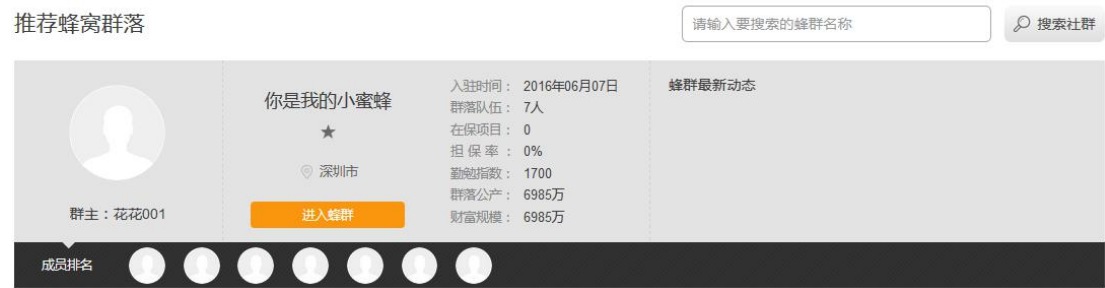 推荐蜂窝群落
请输入要搜索的蜂群名称
搜索社群
群主：花花001
你是我的小蜜蜂
深圳市
进入蜂群
入驻时间： 2016年06月07日
群落队伍： 7人
在保项目： 0
担 保 率 ： 0%
勤勉指数： 1700
群落公产： 6985万
财富规模： 6985万
蜂群最新动态
成员排名